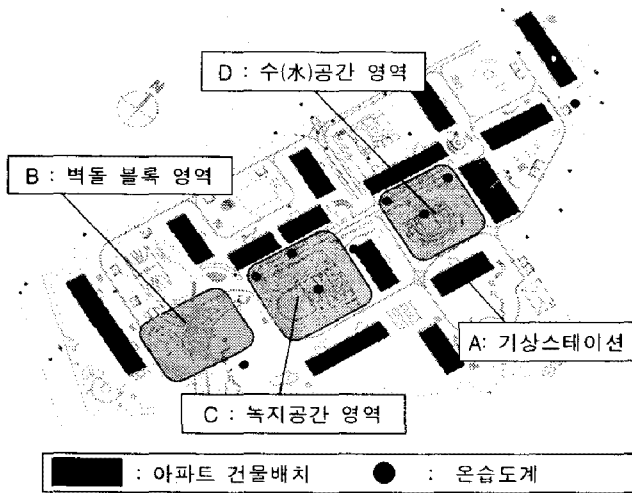 D : 수(水)공간 영역
B : 벽돌 블록 영역
A: 기상스테이션
C : 녹지공간 영역
: 아파트 건물배치
: 온습도계